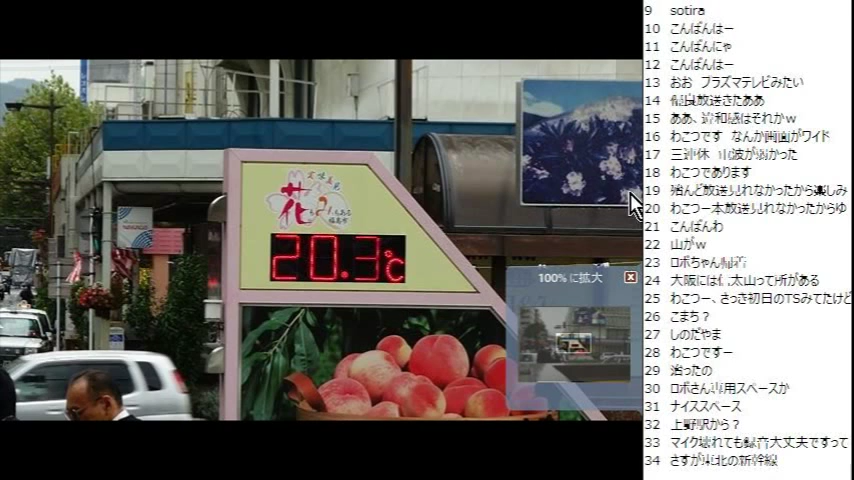 花
も
もある
福島市
20.3℃
100%に拡大
9 sotira
10 こんばんはー
11 こんばんにゃ
12 こんばんはー
13 おお　プラズマテレビみたい
14 放送きたああ
15 ああ、違和感はそれかｗ
16 わこつです　なんか画面がワイド
17 三連休　電波が弱かった
18 わこつであります
19 殆んど放送見れなかったから楽しみ
20 わこつー本放送見れなかったからゆ
21 こんばんわ
22 山がｗ
23 ロボちゃん
24 大阪には 太山って所がある
25 わこつー、さっき初日のTSみてたけど
26 こまち？
27 しのだやま
28 わこつですー
29 治ったの
30 ロボさん専用スペースか
31 ナイススペース
32 上野駅から？
33 マイク壊れても録音大丈夫ですって
34 さすが東北の新幹線